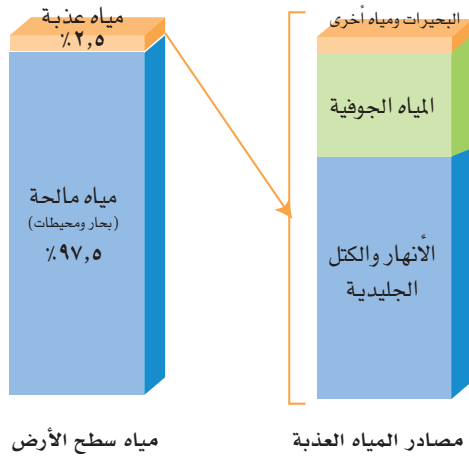 البحيرات ومياه أخرى
المياه الجوفية
الأنهار والكتل
الجليدية
مصادر المياه العذبة
مياه عذبة
٪٢,٥
مياه مالحة
(بحار ومحيطات)
٪٩٧,٥
مياه سطح الأرض